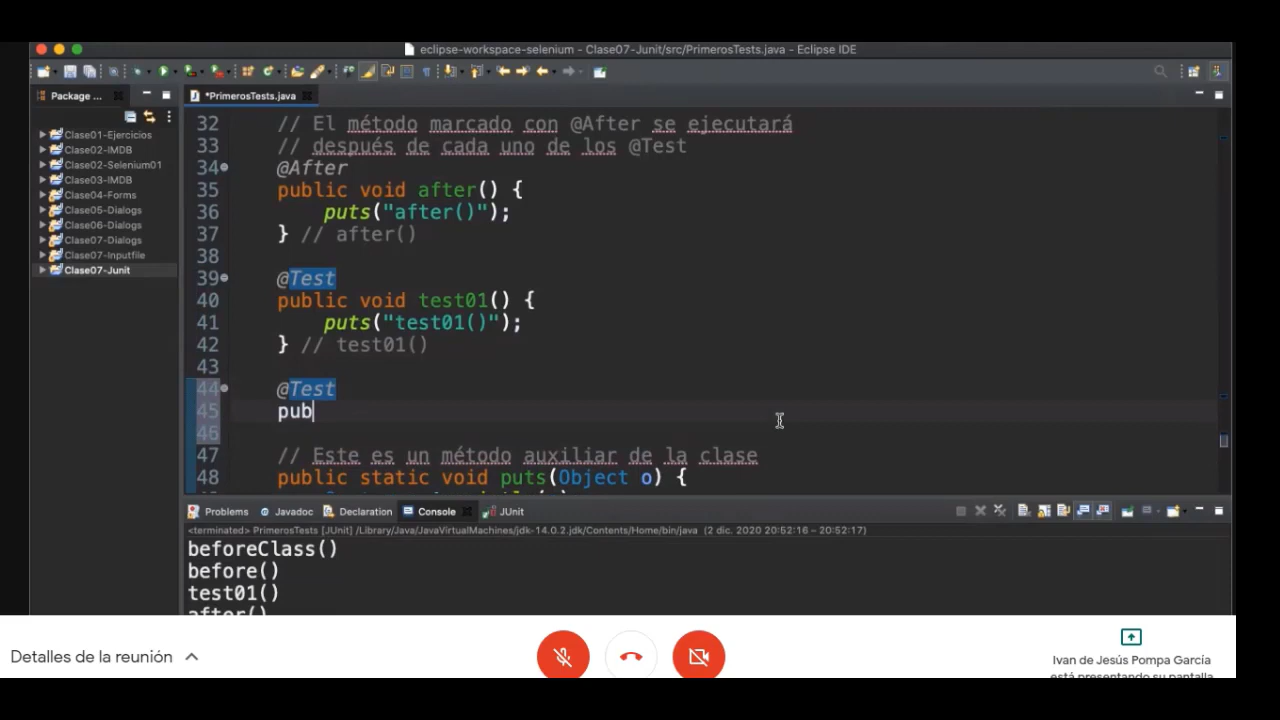 eclipse-workspace-selenium - Clase07-Junit/src/PrimerosTests.java - Eclipse IDE
Package ...
*PrimerosTests.java
Clase01-Ejercicios
Clase02-IMDB
Clase02-Selenium01
Clase03-IMDB
Clase04-Forms
Clase05-Dialogs
Clase06-Dialogs
Clase07-Dialogs
Clase07-Inputfile
Clase07-Junit
32 // El método marcado con @After se ejecutará
33 // después de cada uno de los @Test
34 @After
35 public void after() {
36 puts("after()");
37 } // after()
38
39 @Test
40 public void test01() {
41 puts("test01()");
42 } // test01()
43
44 @Test
45 pub
46
47 // Este es un método auxiliar de la clase
48 public static void puts(Object o) {
Problems Javadoc Declaration Console JUnit
<terminated> PrimerosTests [JUnit] /Library/Java/JavaVirtualMachines/jdk-14.0.2.jdk/Contents/Home/bin/java (2 dic. 2020 20:52:16 – 20:52:17)
beforeClass()
before()
test01()
after()
Detalles de la reunión
Ivan de Jesús Pompa García
está presentando su pantalla